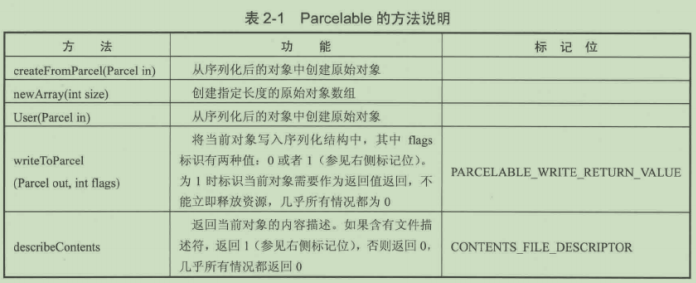 表 2-1 Parcelable 的方法说明
方 法 功 能 标 记 位
createFromParcel(Parcel in) 从序列化后的对象中创建原始对象
newArray(int size) 创建指定长度的原始对象数组
User(Parcel in) 从序列化后的对象中创建原始对象
writeToParcel
(Parcel out, int flags)
将当前对象写入序列化结构中，其中 flags
标识有两种值：0 或者 1（参见右侧标记位）。
为 1 时标识当前对象需要作为返回值返回，不
能立即释放资源，几乎所有情况都为 0
PARCELABLE_WRITE_RETURN_VALUE
describeContents
返回当前对象的内容描述。如果含有文件描
述符，返回 1（参见右侧标记位），否则返回 0，
几乎所有情况都返回 0
CONTENTS_FILE_DESCRIPTOR